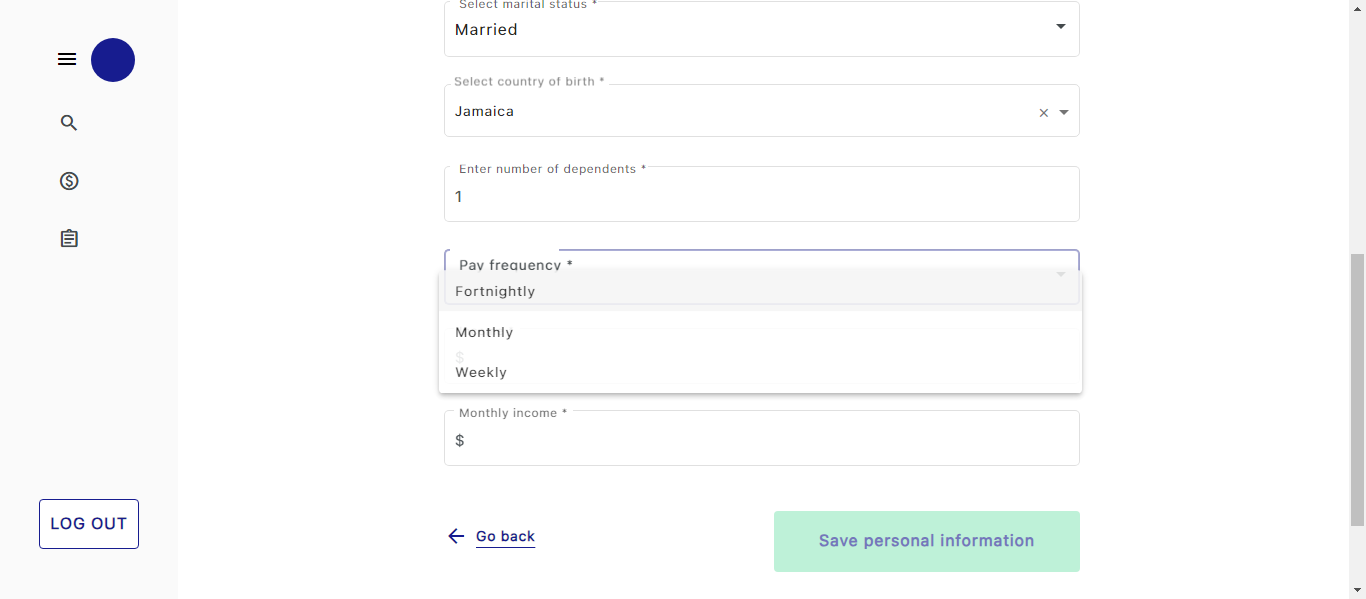 Select marital status *
Married
Select country of birth *
Jamaica
Enter number of dependents *
1
Pay frequency *
Fortnightly
Monthly
$
Weekly
Monthly income *
$
LOG OUT
Go back
Save personal information